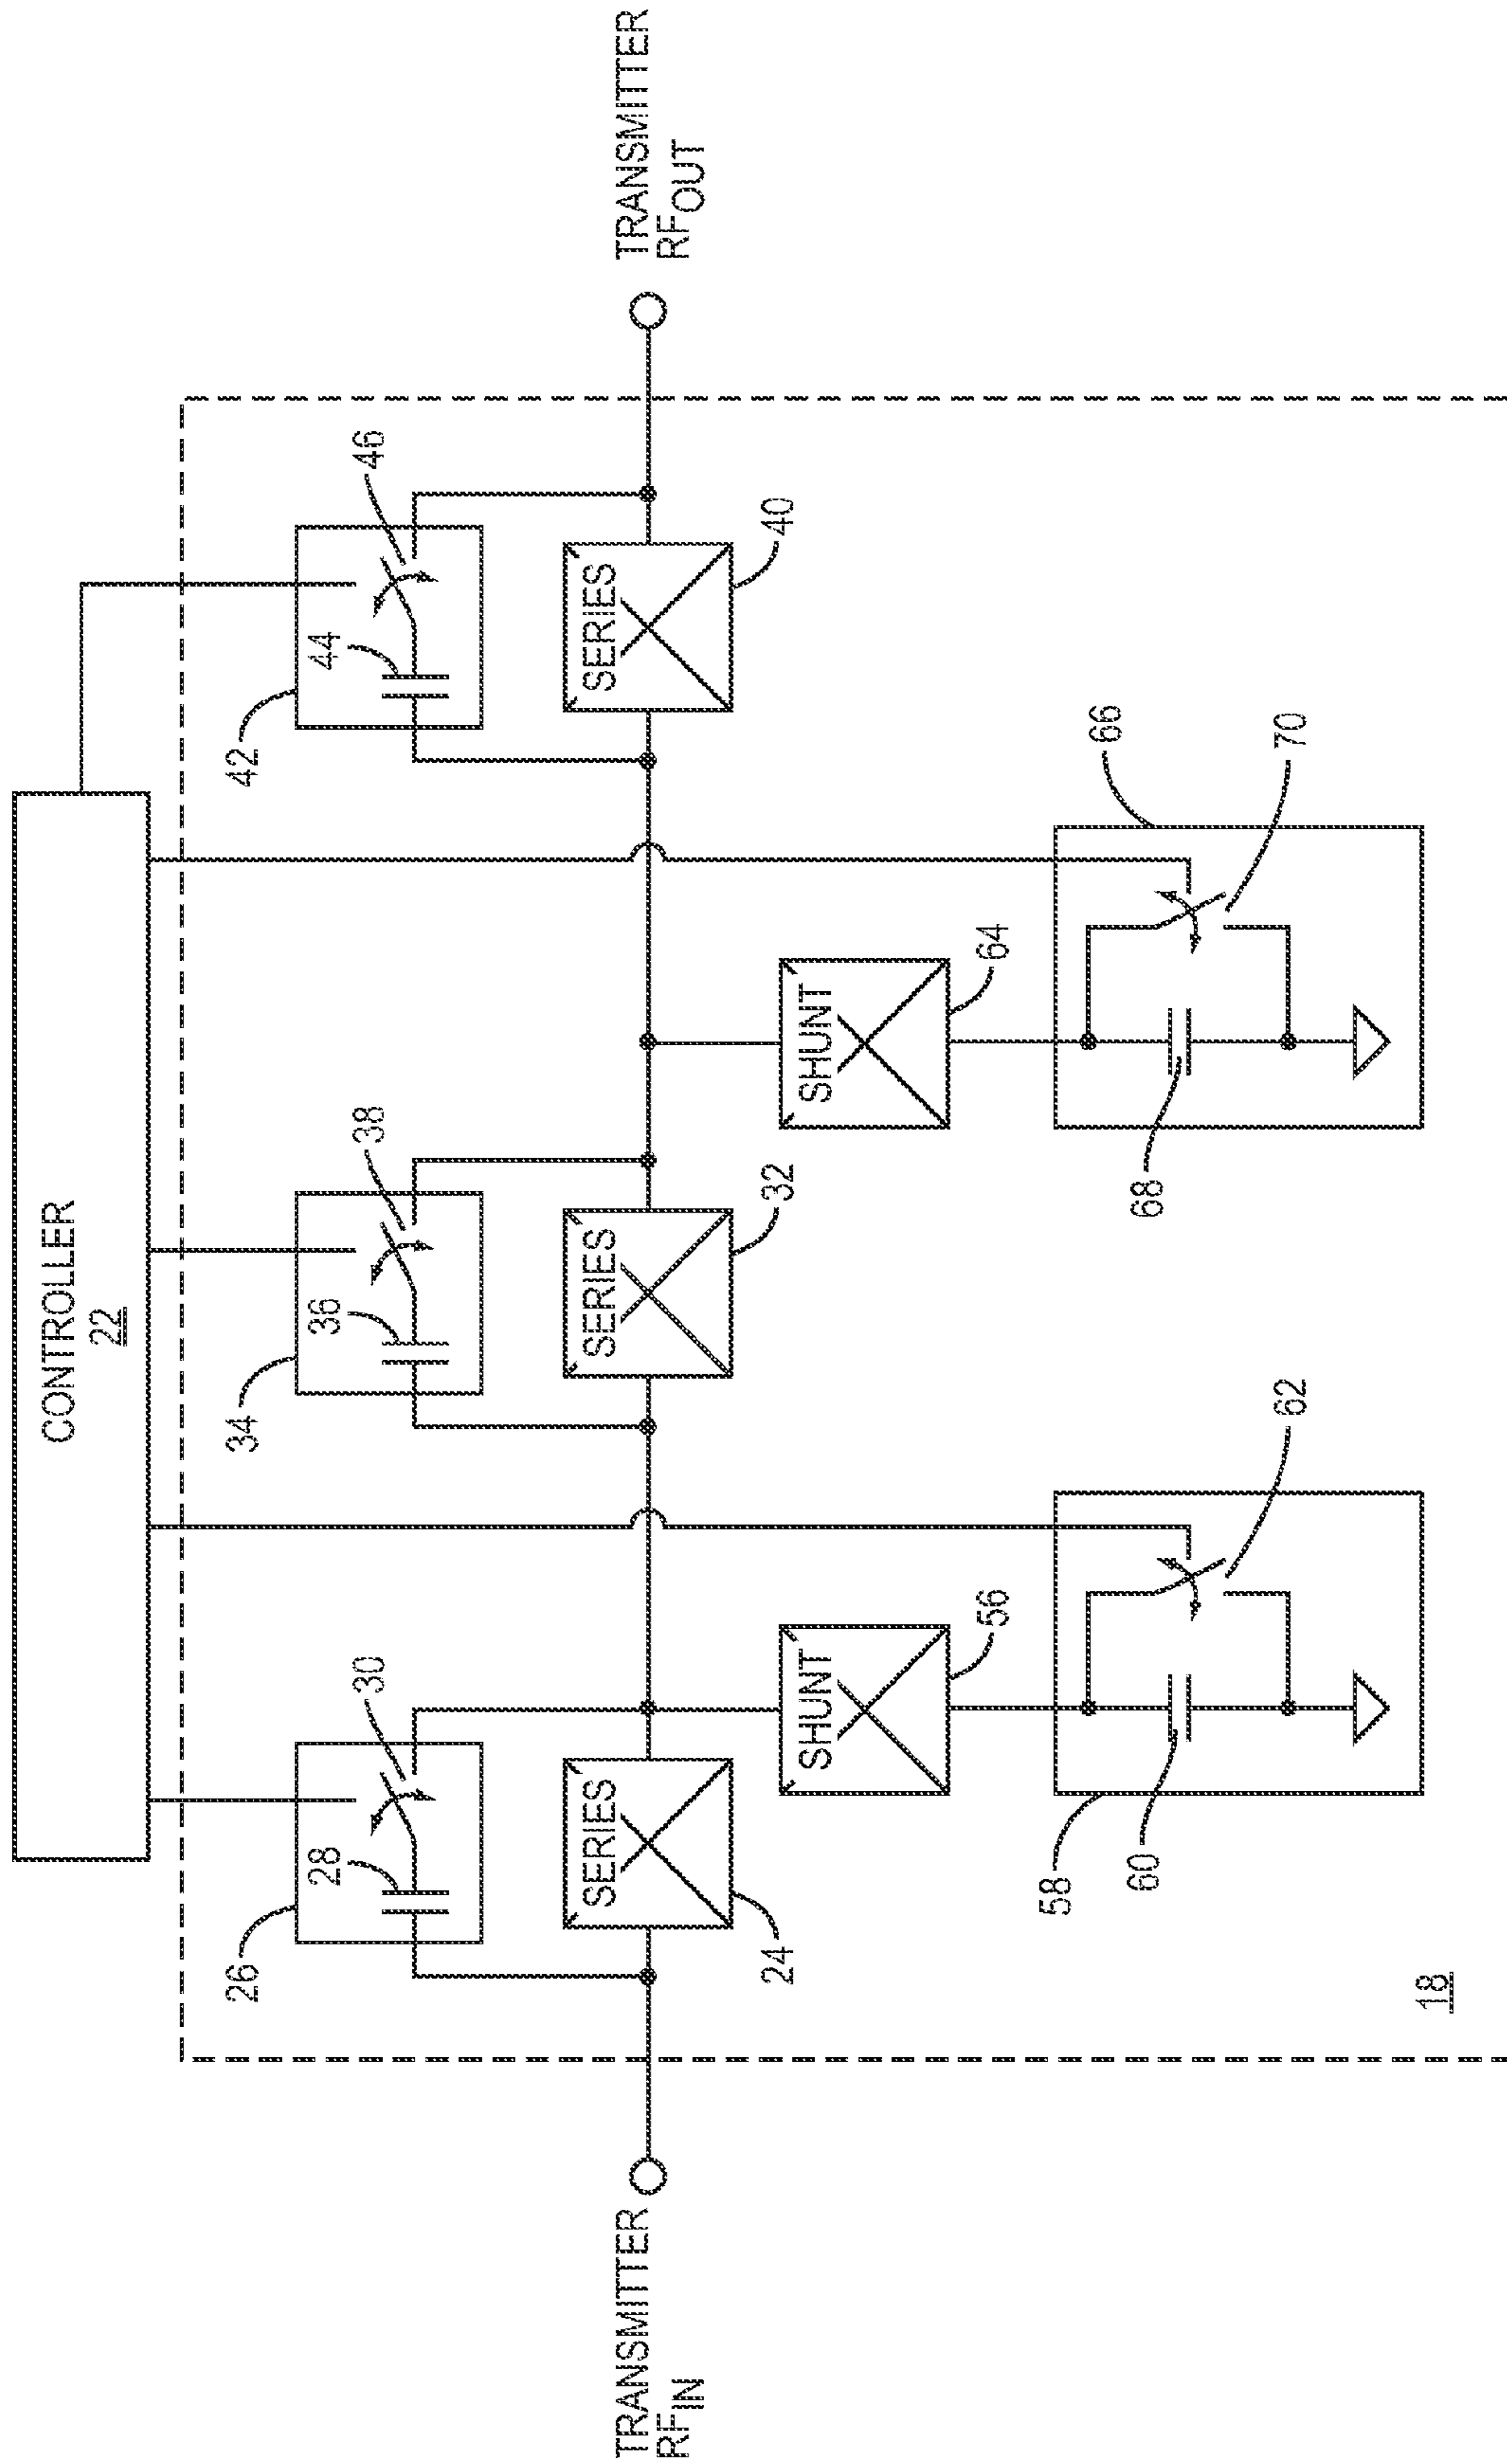 CONTROLLER
22
26
28
30
34
36
38
42
44
46
TRANSMITTER
RFIN
TRANSMITTER
RFOUT
SERIES
24
SERIES
32
SERIES
40
SHUNT
56
SHUNT
64
58
60
62
66
68
70
18